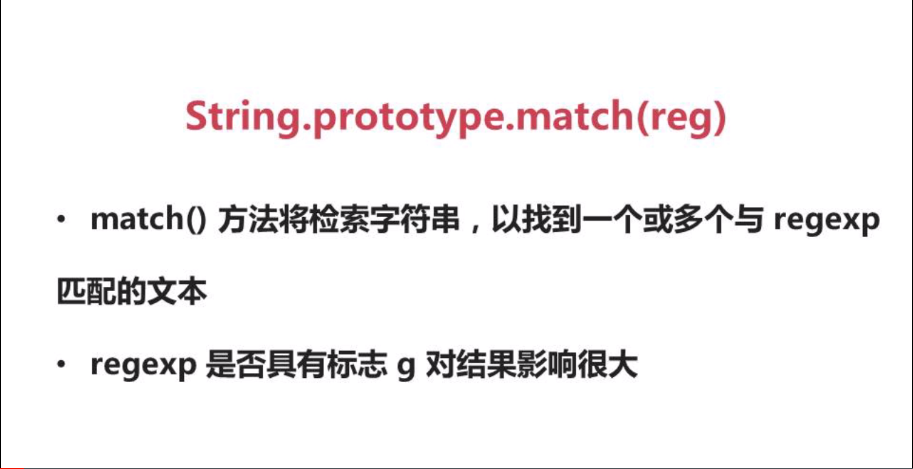 String.prototype.match(reg)
• match() 方法将检索字符串，以找到一个或多个与 regexp
匹配的文本
• regexp 是否具有标志 g 对结果影响很大